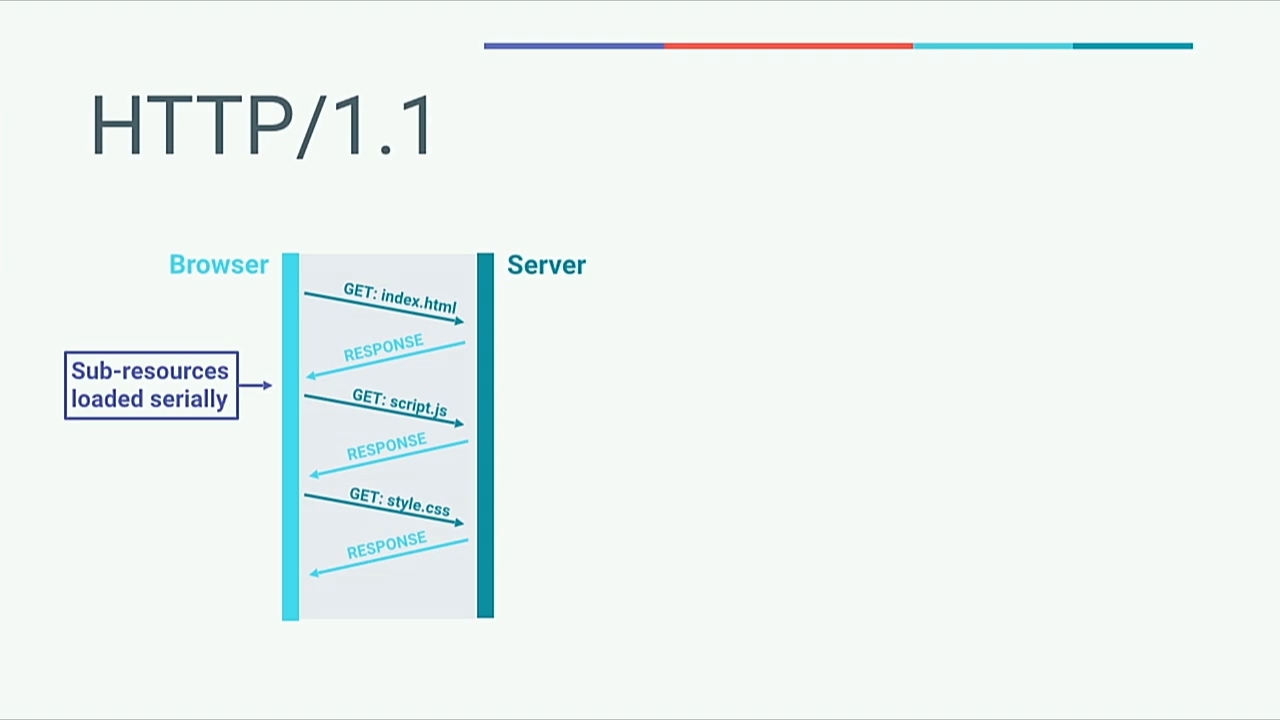 HTTP/1.1
Browser
Server
GET: index.html
RESPONSE
Sub-resources
loaded serially
GET: script.js
RESPONSE
GET: style.css
RESPONSE